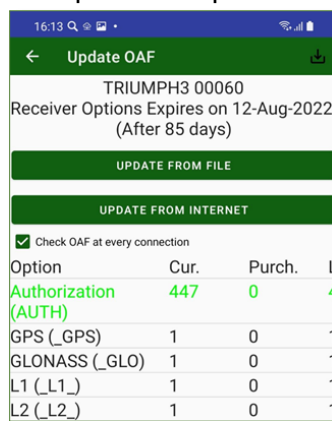 16:13
Update OAF
TRIUMPH3 00060
Receiver Options Expires on 12-Aug-2022
(After 85 days)
UPDATE FROM FILE
UPDATE FROM INTERNET
Check OAF at every connection
Option Cur. Purch.
Authorization 447 0
(AUTH)
GPS (_GPS) 1 0
GLONASS (_GLO) 1 0
L1 (_L1_) 1 0
L2 (_L2_) 1 0